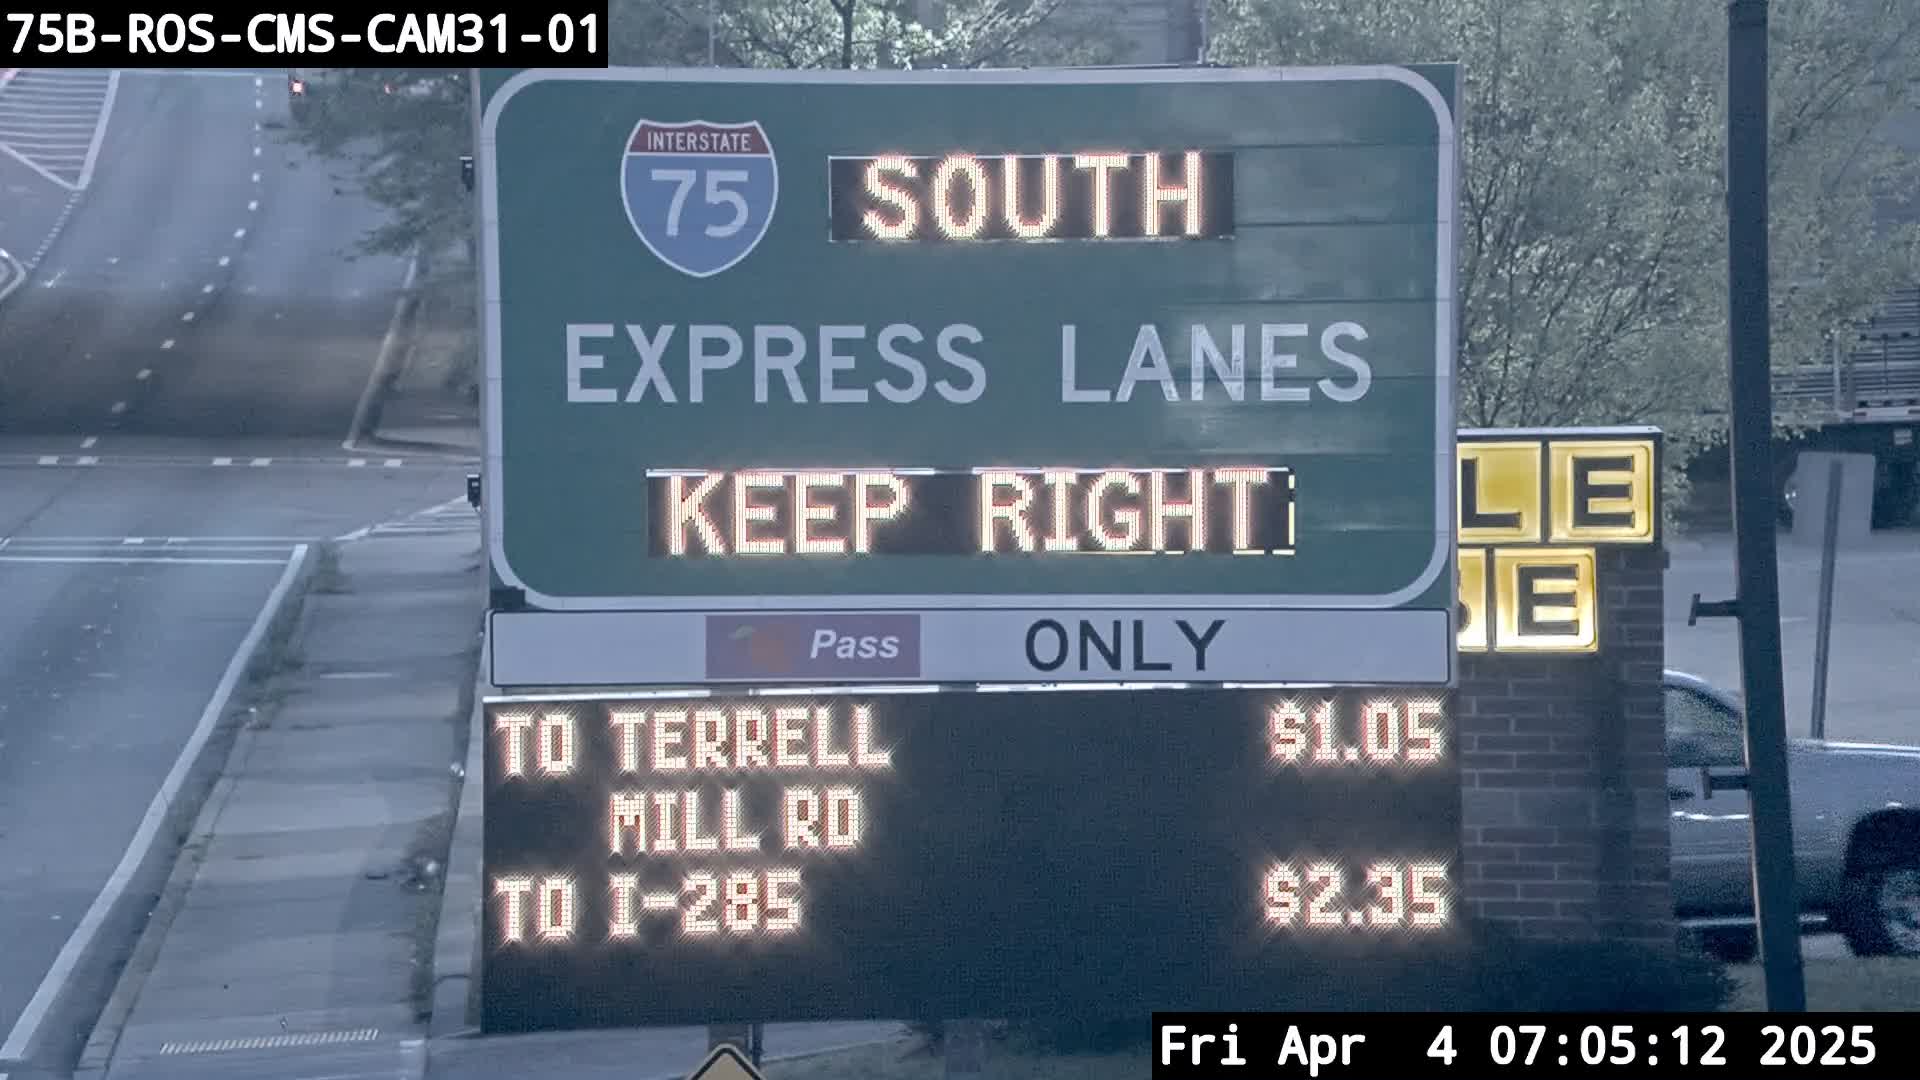 75B-ROS-CMS-CAM31-01
INTERSTATE
75
SOUTH
EXPRESS LANES
KEEP RIGHT
Pass ONLY
TO TERRELL $1.05
MILL RD
TO I-285 $2.35
LE
E
Fri Apr 4 07:05:12 2025